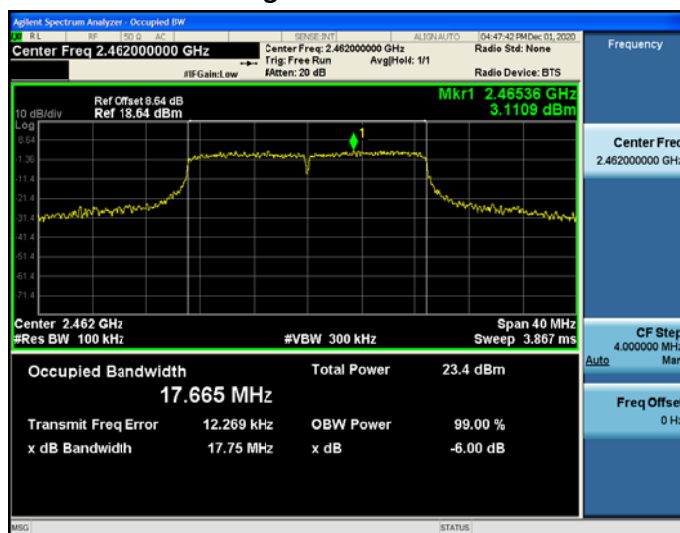 Agilent Spectrum Analyzer - Occupied BW
RL RF 50 Ω AC SENSE:INT ALIGN AUTO 04:47:42 PM Dec 01, 2020
Center Freq 2.462000000 GHz
Center Freq: 2.462000000 GHz
Radio Std: None
Trig: Free Run Avg|Hold: 1/1
#IFGain:Low #Atten: 20 dB Radio Device: BTS
Frequency
Ref Offset 8.64 dB
10 dB/div Ref 18.64 dBm
Mkr1 2.46536 GHz
3.1109 dBm
Log
8.64
-1.36
-11.4
-21.4
-31.4
-41.4
-51.4
-61.4
-71.4
1
Center 2.462 GHz Span 40 MHz
#Res BW 100 kHz #VBW 300 kHz Sweep 3.867 ms
Occupied Bandwidth Total Power 23.4 dBm
17.665 MHz
Transmit Freq Error 12.269 kHz OBW Power 99.00 %
x dB Bandwidth 17.75 MHz x dB -6.00 dB
Center Freq
2.462000000 GHz
CF Step
4.000000 MHz
Auto Man
Freq Offset
0 Hz
MSG STATUS